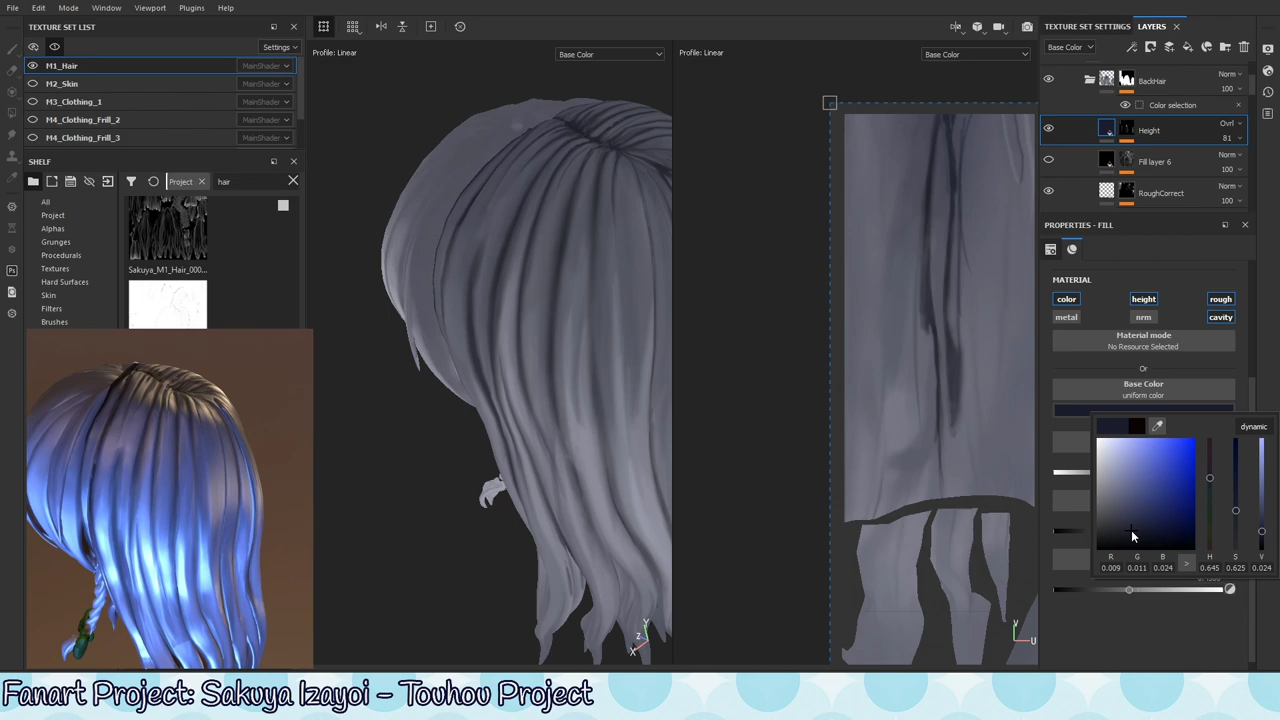 File Edit Mode Window Viewport Plugins Help
TEXTURE SET LIST
Settings
M1_Hair MainShader
M2_Skin MainShader
M3_Clothing_1 MainShader
M4_Clothing_Frill_2 MainShader
M4_Clothing_Frill_3 MainShader
SHELF
Project hair
All
Project
Alphas
Grunges
Procedurals
Textures
Hard Surfaces
Skin
Filters
Brushes
Sakuya_M1_Hair_000...
Ps
Profile: Linear
Base Color
Profile: Linear
Base Color
Y
Z
X
V
U
TEXTURE SET SETTINGS LAYERS
Base Color
BackHair Norm 100
Color selection
Height Ovrl 81
Fill layer 6 Norm 100
RoughCorrect Norm 100
PROPERTIES - FILL
MATERIAL
color height rough
metal nrm cavity
Material mode
No Resource Selected
Or
Base Color
uniform color
dynamic
R G B > H S V
0.009 0.011 0.024 0.645 0.625 0.024
Fanart Project: Sakuya Izayoi - Touhou Project